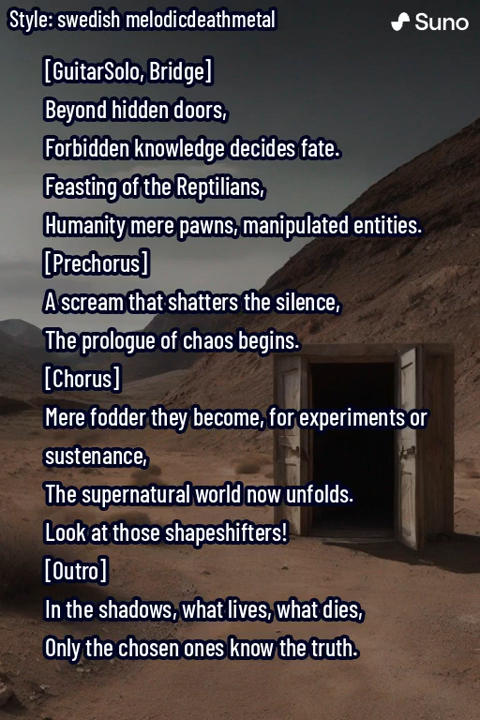 Style: swedish melodicdeathmetal
Suno
[GuitarSolo, Bridge]
Beyond hidden doors,
Forbidden knowledge decides fate.
Feasting of the Reptilians,
Humanity mere pawns, manipulated entities.
[Prechorus]
A scream that shatters the silence,
The prologue of chaos begins.
[Chorus]
Mere fodder they become, for experiments or
sustenance,
The supernatural world now unfolds.
Look at those shapeshifters!
[Outro]
In the shadows, what lives, what dies,
Only the chosen ones know the truth.